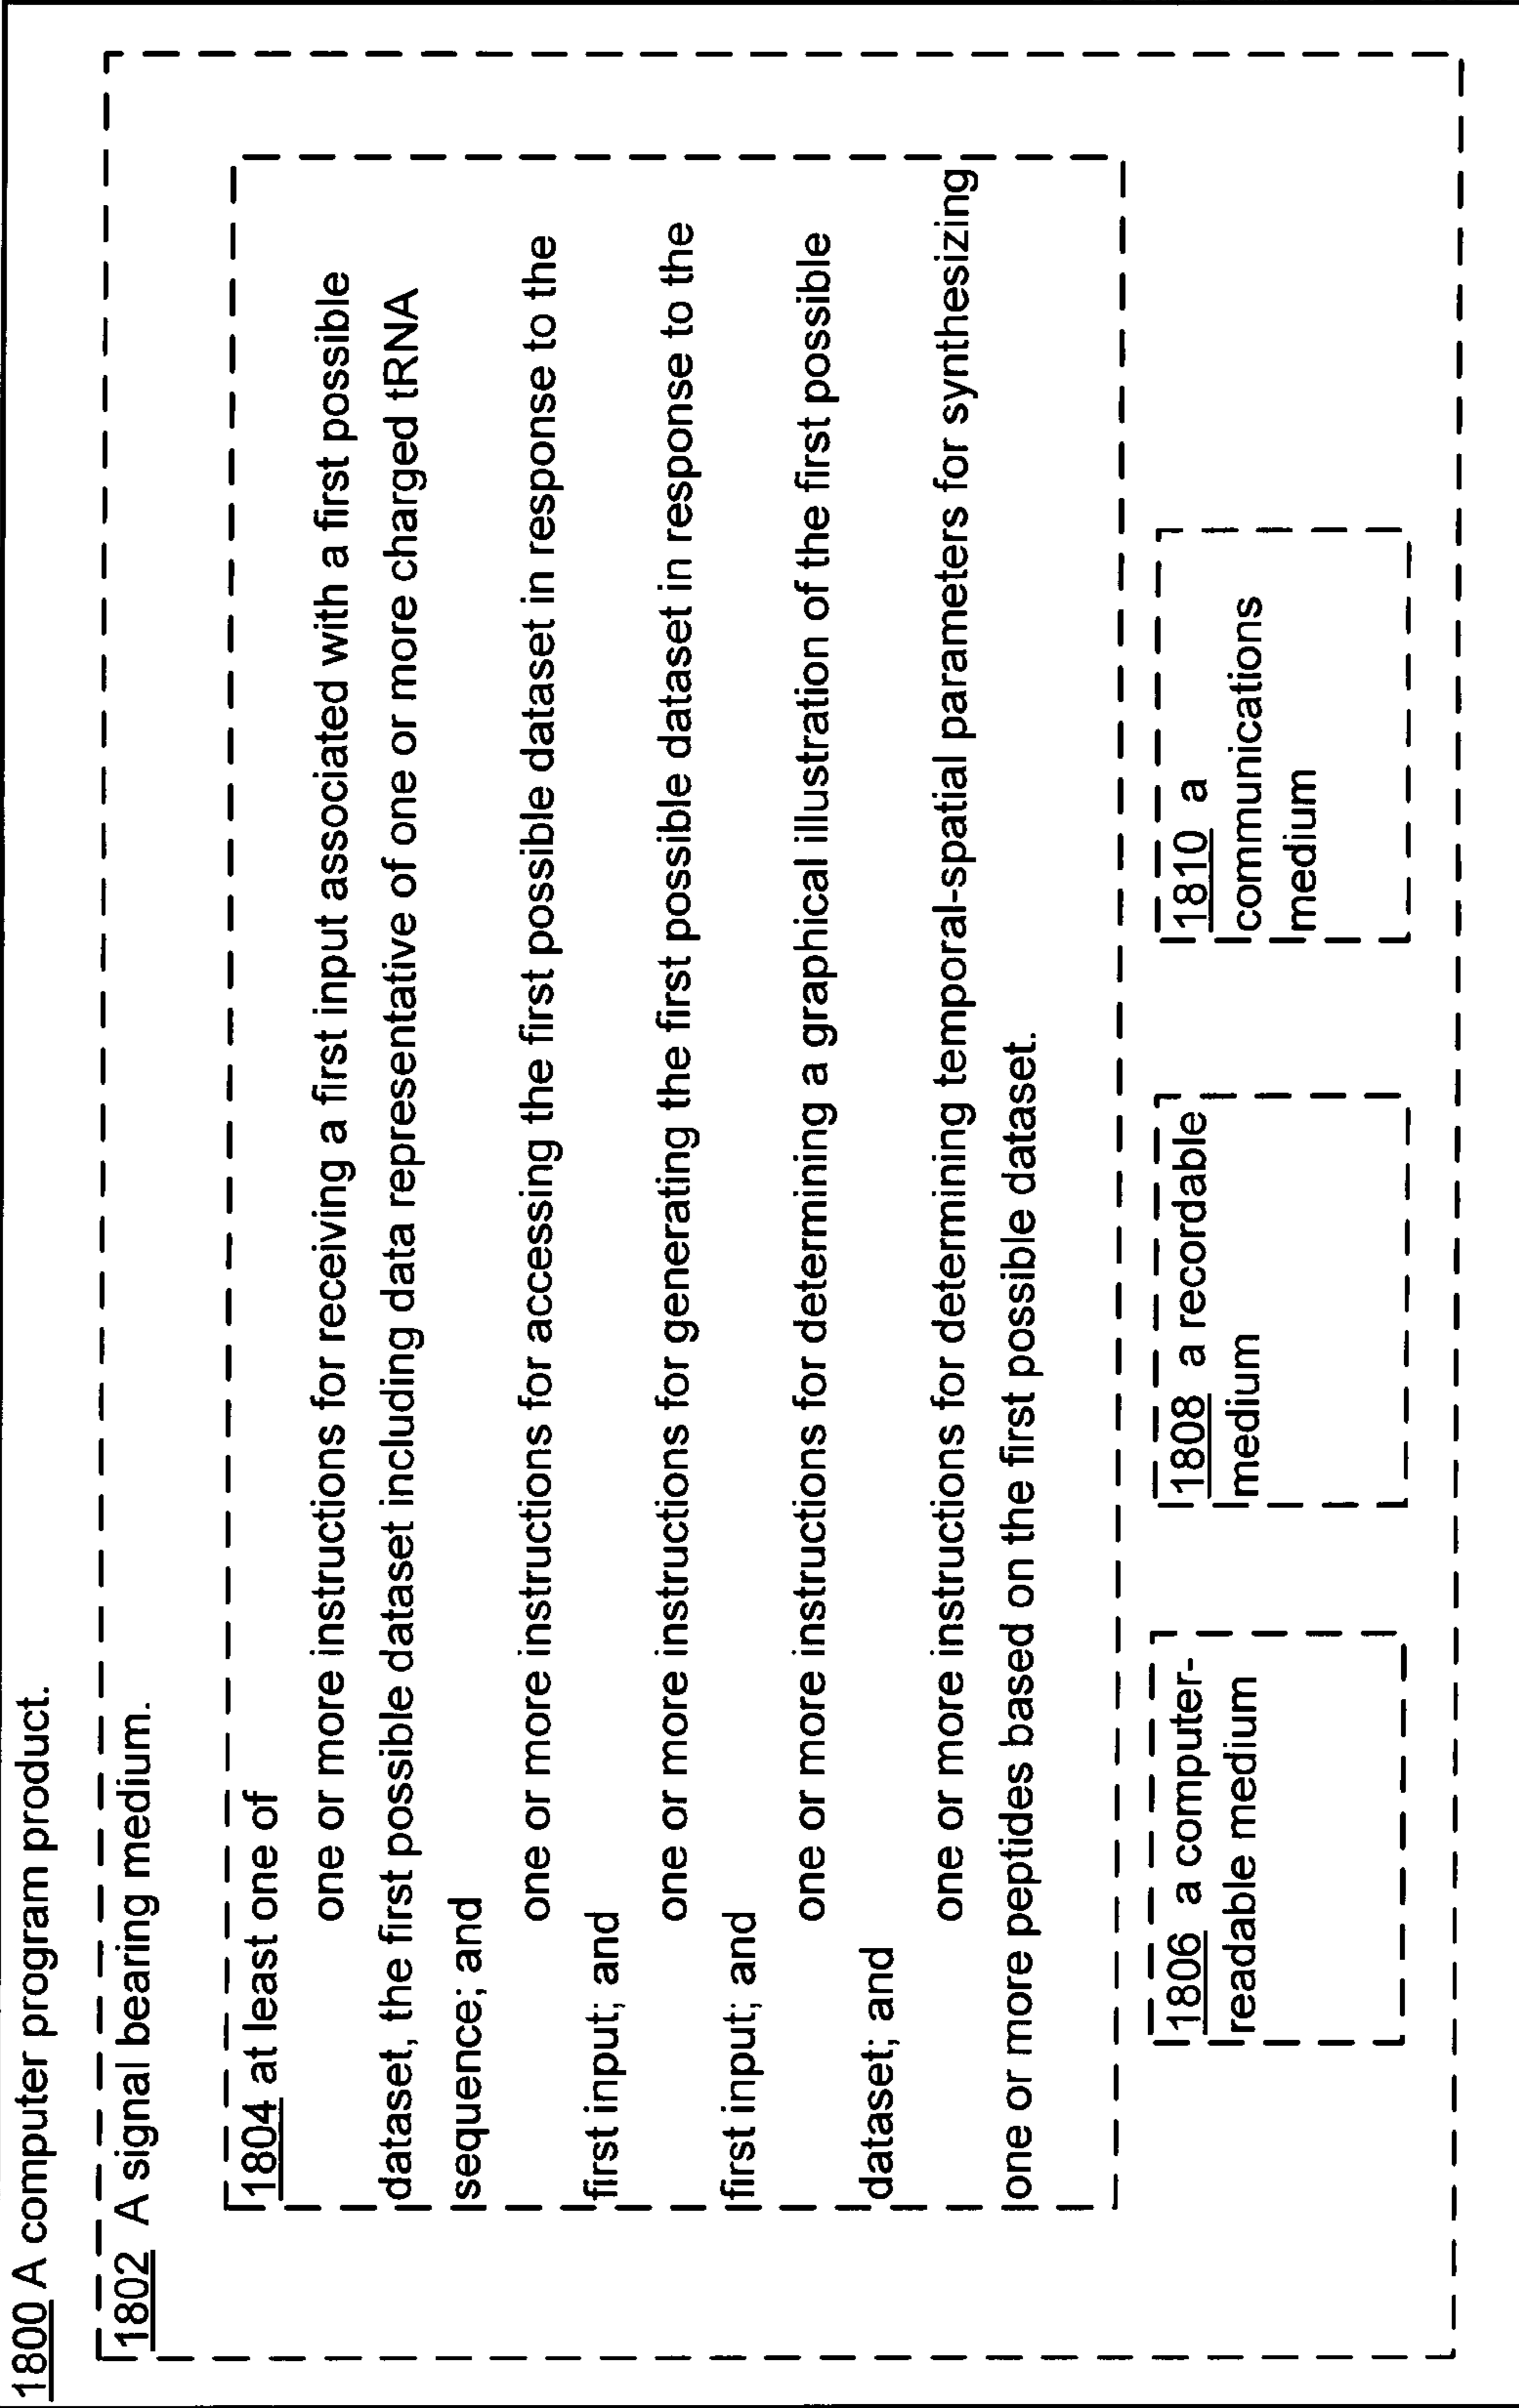 1800 A computer program product.
1802 A signal bearing medium.
1804 at least one of
one or more instructions for receiving a first input associated with a first possible
dataset, the first possible dataset including data representative of one or more charged tRNA
sequence; and
one or more instructions for accessing the first possible dataset in response to the
first input; and
one or more instructions for generating the first possible dataset in response to the
first input; and
one or more instructions for determining a graphical illustration of the first possible
dataset; and
one or more instructions for determining temporal-spatial parameters for synthesizing
one or more peptides based on the first possible dataset.
1806 a computer-
readable medium
1808 a recordable
medium
1810 a
communications
medium